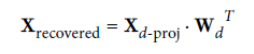 X_recovered = X_d-proj · W_d^T